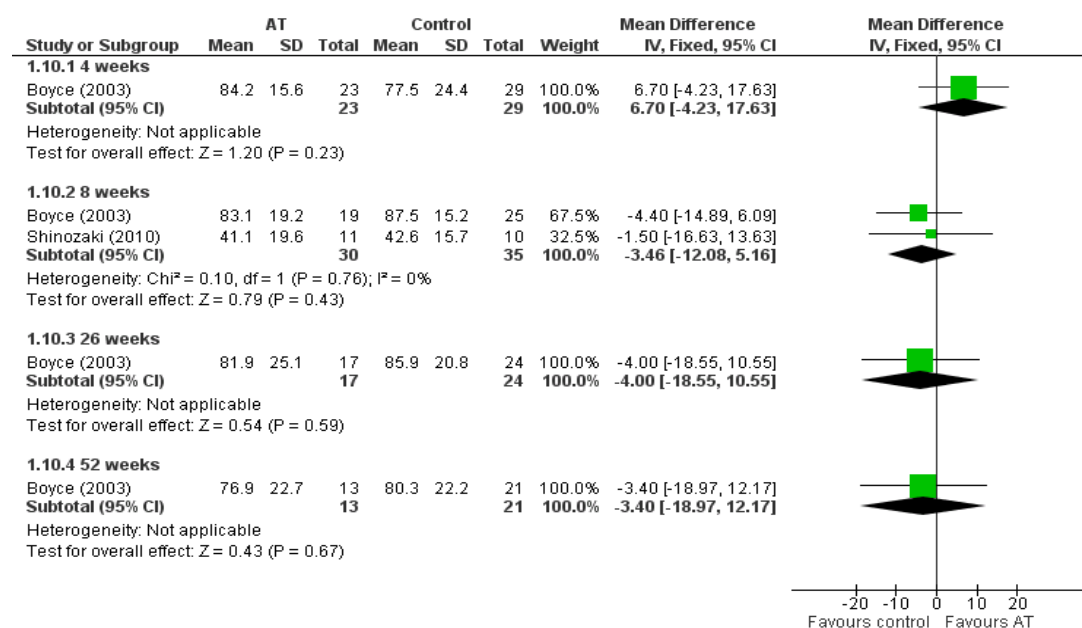 AT Control Mean Difference Mean Difference
Study or Subgroup Mean SD Total Mean SD Total Weight IV, Fixed, 95% CI IV, Fixed, 95% CI
1.10.1 4 weeks
Boyce (2003) 84.2 15.6 23 77.5 24.4 29 100.0% 6.70 [-4.23, 17.63]
Subtotal (95% CI) 23 29 100.0% 6.70 [-4.23, 17.63]
Heterogeneity: Not applicable
Test for overall effect: Z = 1.20 (P = 0.23)
1.10.2 8 weeks
Boyce (2003) 83.1 19.2 19 87.5 15.2 25 67.5% -4.40 [-14.89, 6.09]
Shinozaki (2010) 41.1 19.6 11 42.6 15.7 10 32.5% -1.50 [-16.63, 13.63]
Subtotal (95% CI) 30 35 100.0% -3.46 [-12.08, 5.16]
Heterogeneity: Chi² = 0.10, df = 1 (P = 0.76); I² = 0%
Test for overall effect: Z = 0.79 (P = 0.43)
1.10.3 26 weeks
Boyce (2003) 81.9 25.1 17 85.9 20.8 24 100.0% -4.00 [-18.55, 10.55]
Subtotal (95% CI) 17 24 100.0% -4.00 [-18.55, 10.55]
Heterogeneity: Not applicable
Test for overall effect: Z = 0.54 (P = 0.59)
1.10.4 52 weeks
Boyce (2003) 76.9 22.7 13 80.3 22.2 21 100.0% -3.40 [-18.97, 12.17]
Subtotal (95% CI) 13 21 100.0% -3.40 [-18.97, 12.17]
Heterogeneity: Not applicable
Test for overall effect: Z = 0.43 (P = 0.67)
-20 -10 0 10 20
Favours control Favours AT